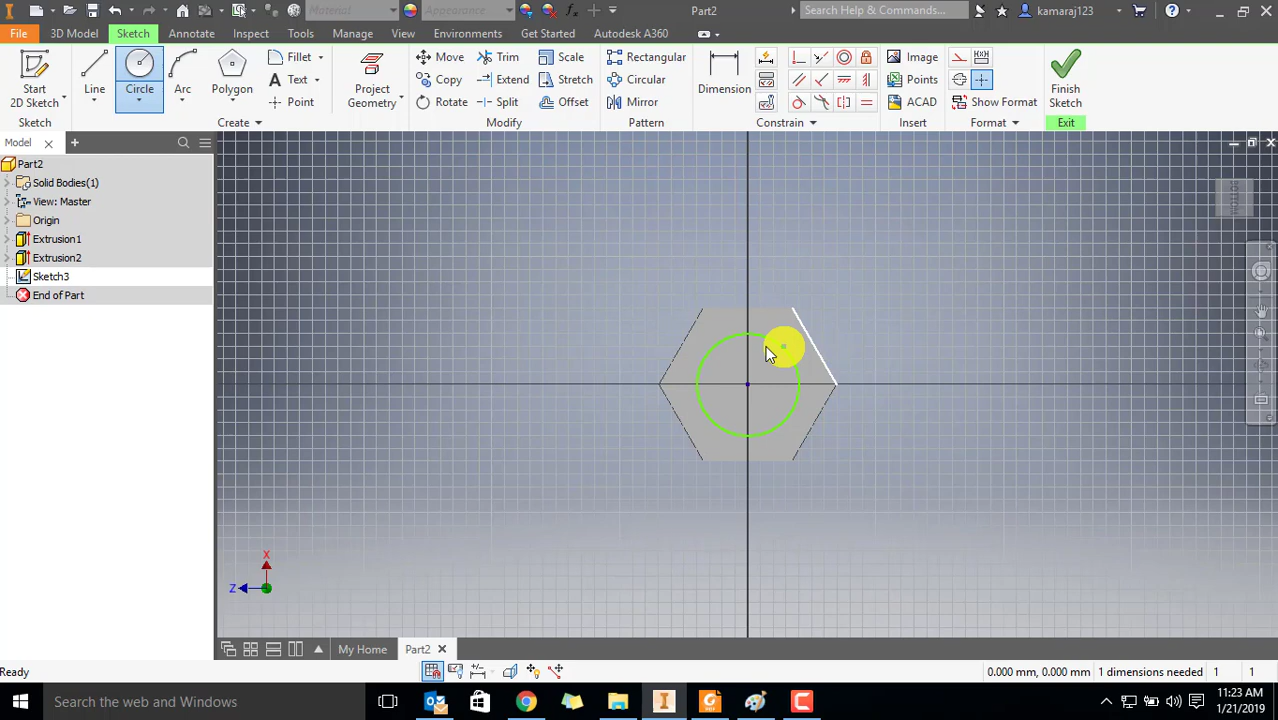 Material
Appearance
Part2
Search Help & Commands...
kamaraj123
File
3D Model
Sketch
Annotate
Inspect
Tools
Manage
View
Environments
Get Started
Autodesk A360
Start
2D Sketch
Line
Circle
Arc
Polygon
Fillet
Text
Point
Project
Geometry
Move
Trim
Scale
Copy
Extend
Stretch
Rotate
Split
Offset
Rectangular
Circular
Mirror
Dimension
Image
Points
ACAD
Show Format
Finish
Sketch
Sketch
Create
Modify
Pattern
Constrain
Insert
Format
Exit
Model
Part2
Solid Bodies(1)
View: Master
Origin
Extrusion1
Extrusion2
Sketch3
End of Part
BOTTOM
X
Z
My Home
Part2
Ready
0.000 mm, 0.000 mm
1 dimensions needed
1
1
Search the web and Windows
11:23 AM
1/21/2019